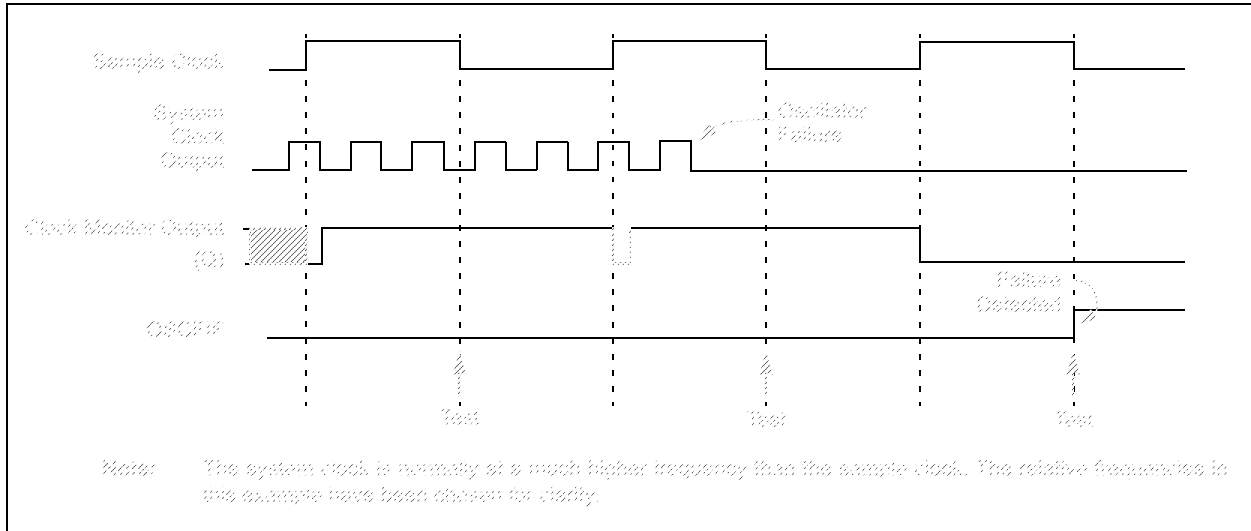 Sample Clock
System
Clock
Output
Oscillator
Failure
Clock Monitor Output
(Q)
Failure
Detected
OSCFIF
Test
Test
Test
Note: The system clock is normally at a much higher frequency than the sample clock. The relative frequencies in
this example have been chosen for clarity.